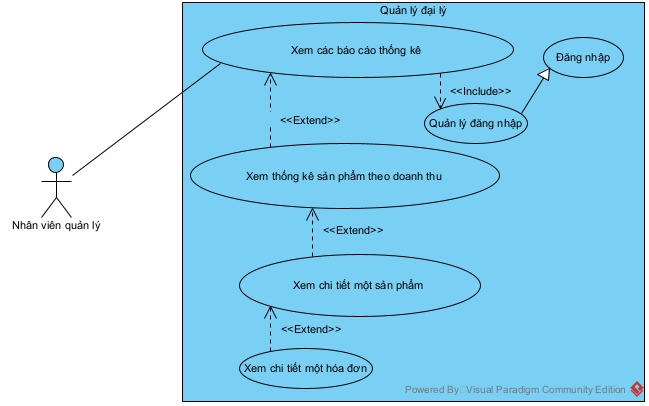 Quản lý đại lý
Xem các báo cáo thống kê
Đăng nhập
<<Include>>
<<Extend>>
Quản lý đăng nhập
Xem thống kê sản phẩm theo doanh thu
Nhân viên quản lý
<<Extend>>
Xem chi tiết một sản phẩm
<<Extend>>
Xem chi tiết một hóa đơn
Powered By Visual Paradigm Community Edition